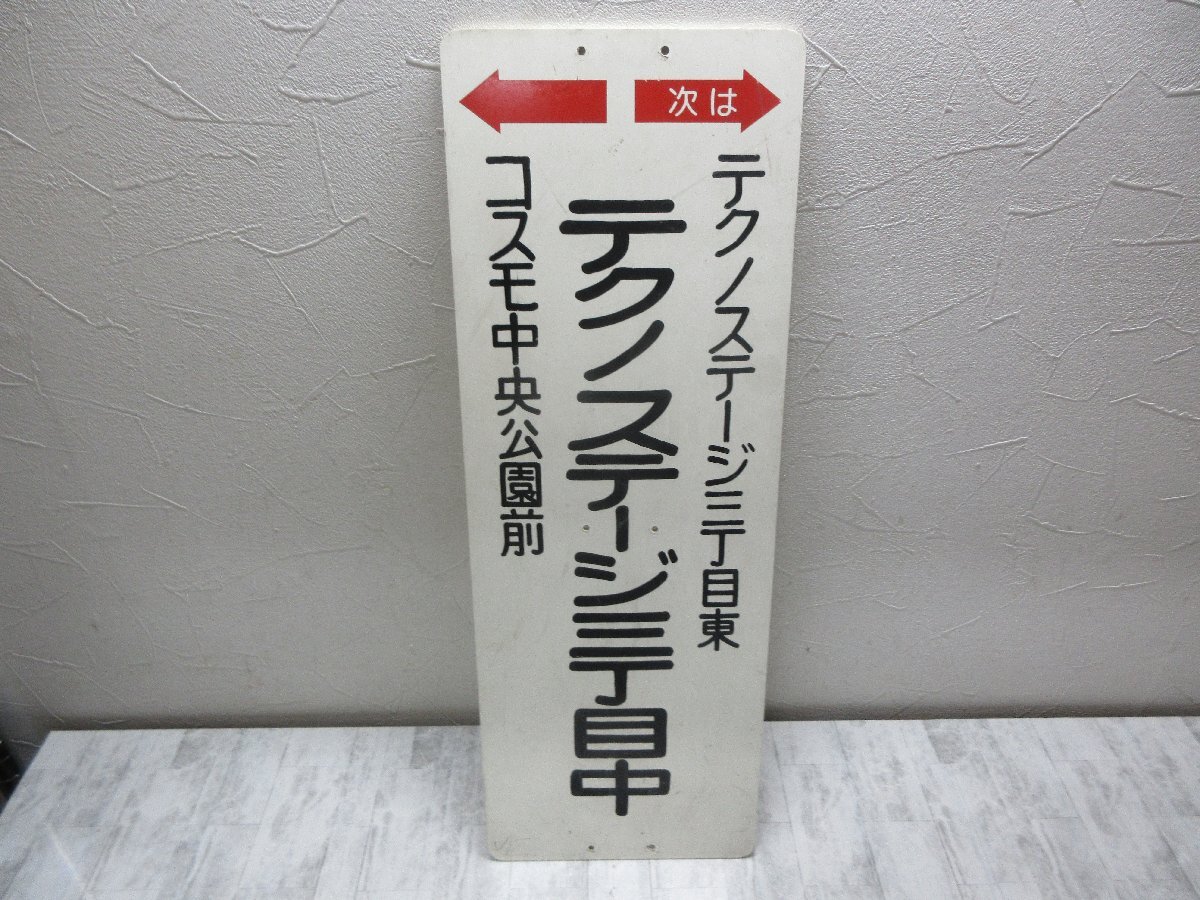 次は
テクノステージ三丁目東
テクノステージ三丁目中
コスモ中央公園前